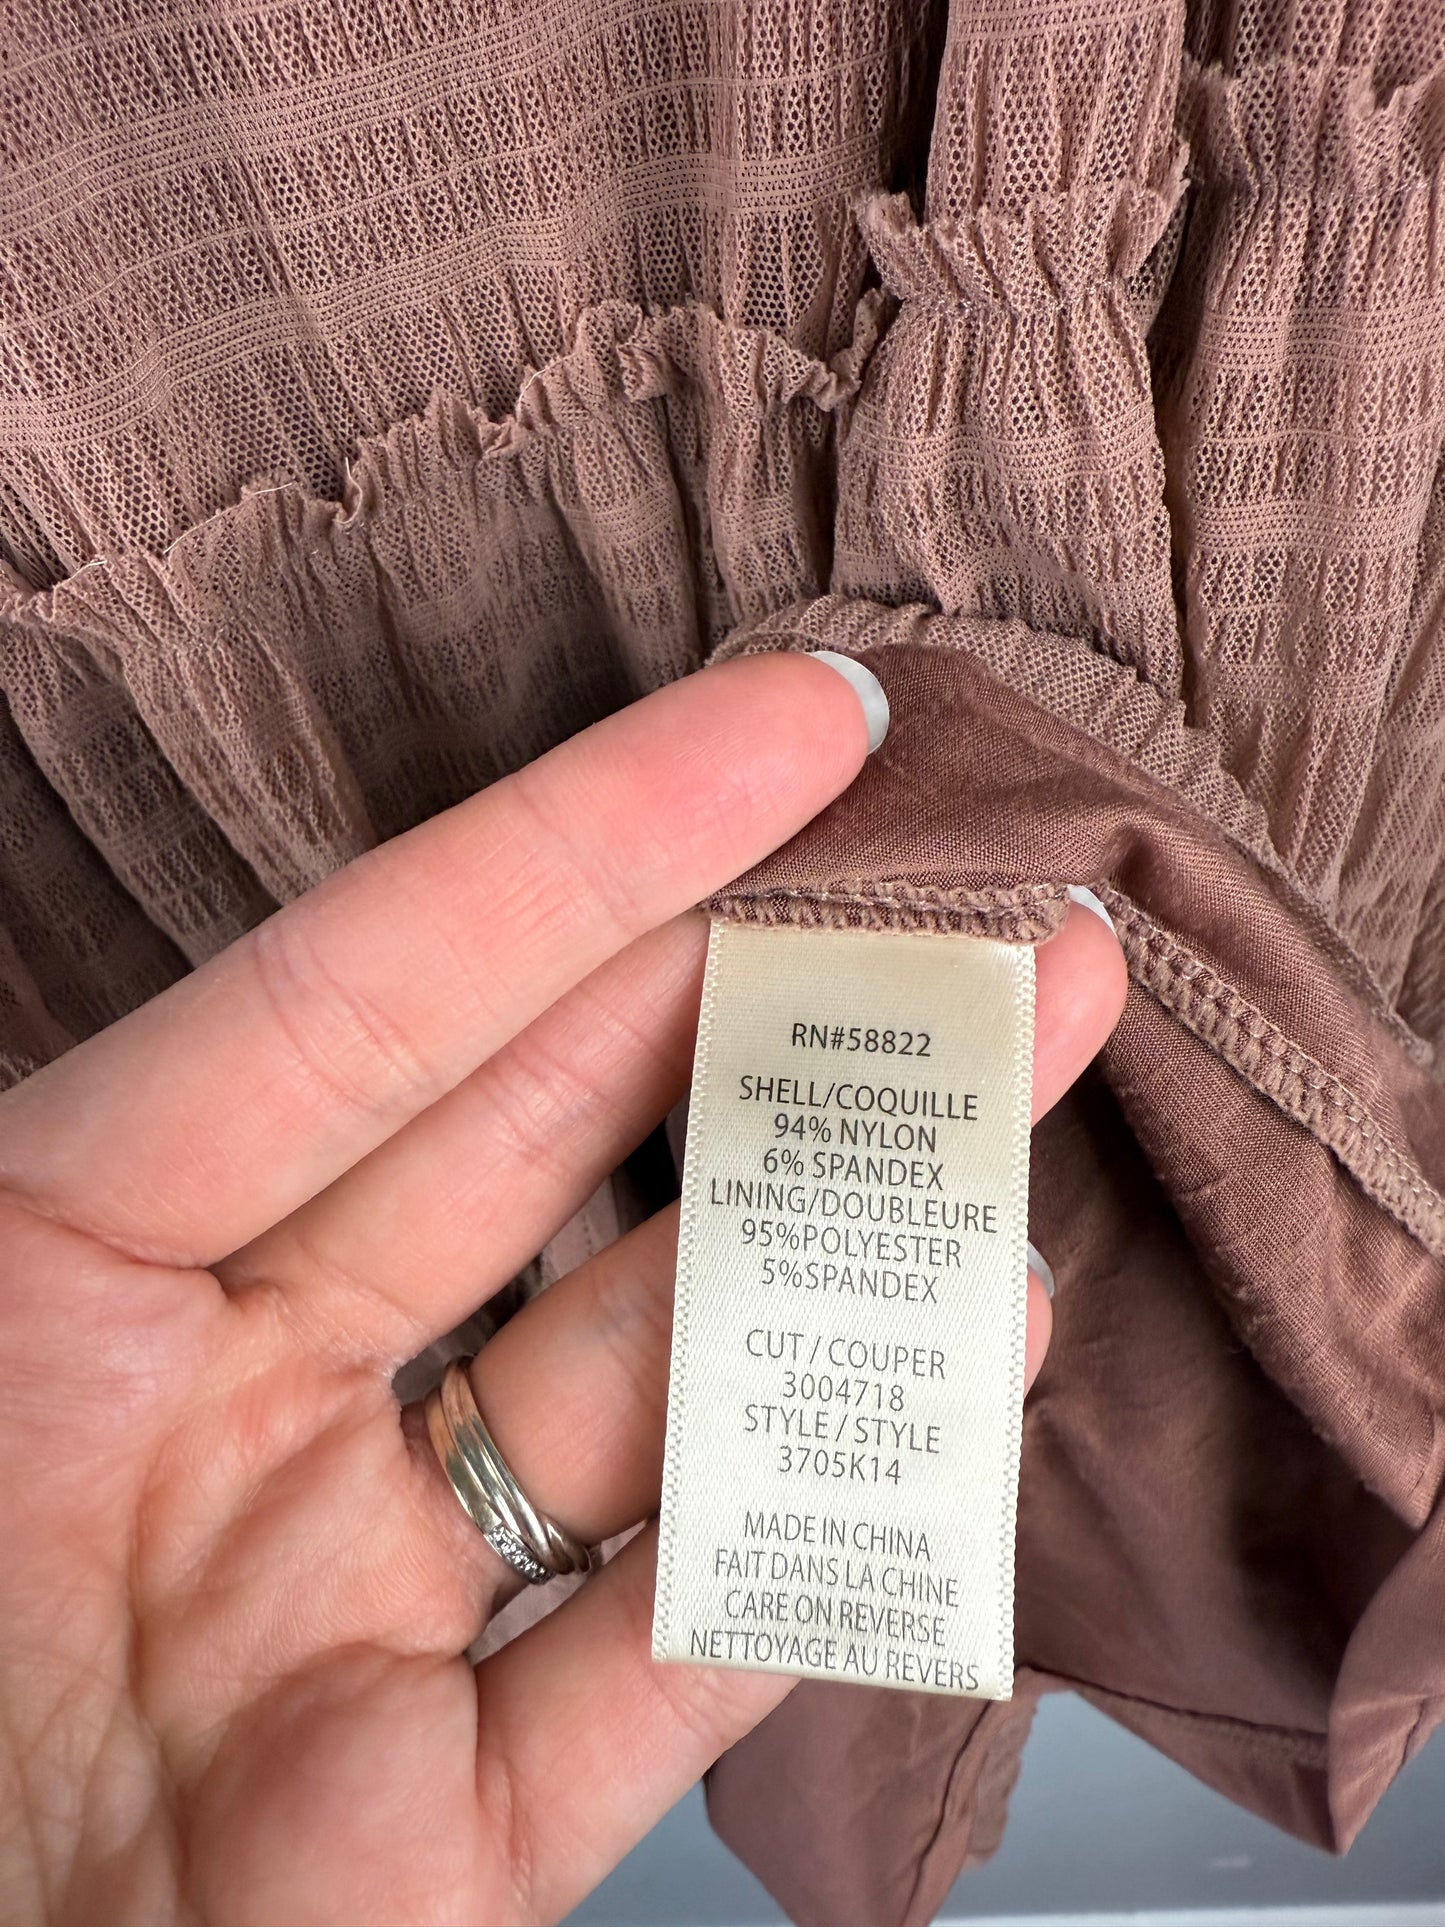 RN#58822
SHELL/COQUILLE
94% NYLON
6% SPANDEX
LINING/DOUBLEURE
95%POLYESTER
5%SPANDEX
CUT / COUPER
3004718
STYLE / STYLE
3705K14
MADE IN CHINA
FAIT DANS LA CHINE
CARE ON REVERSE
NETTOYAGE AU REVERS